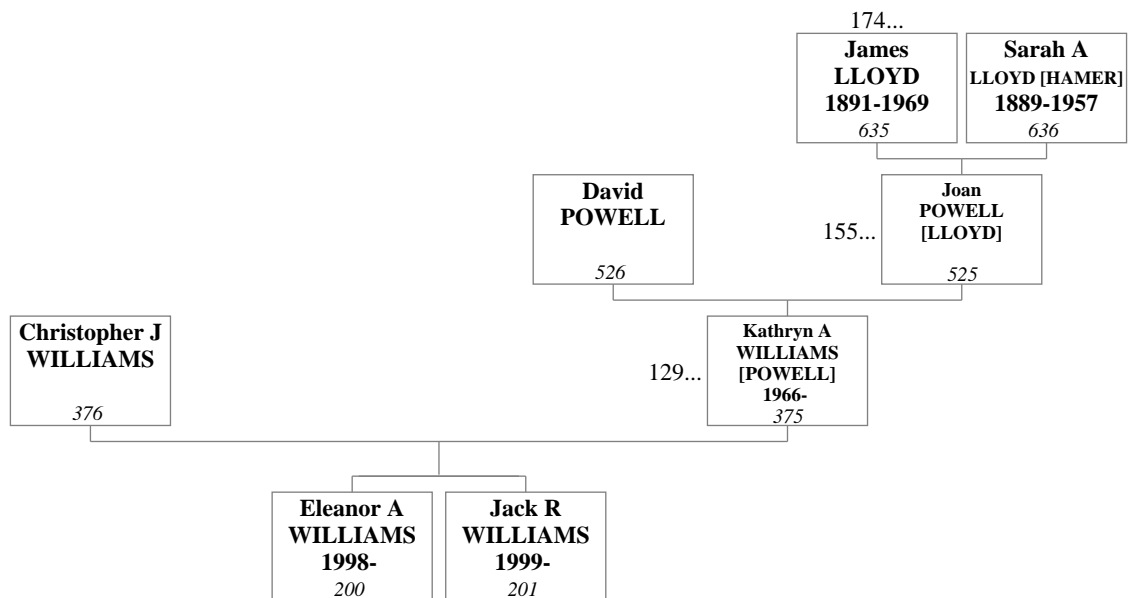 174...
James
LLOYD
1891-1969
635
Sarah A
LLOYD [HAMER]
1889-1957
636
David
POWELL
526
155...
Joan
POWELL
[LLOYD]
525
Christopher J
WILLIAMS
376
129...
Kathryn A
WILLIAMS
[POWELL]
1966-
375
Eleanor A
WILLIAMS
1998-
200
Jack R
WILLIAMS
1999-
201